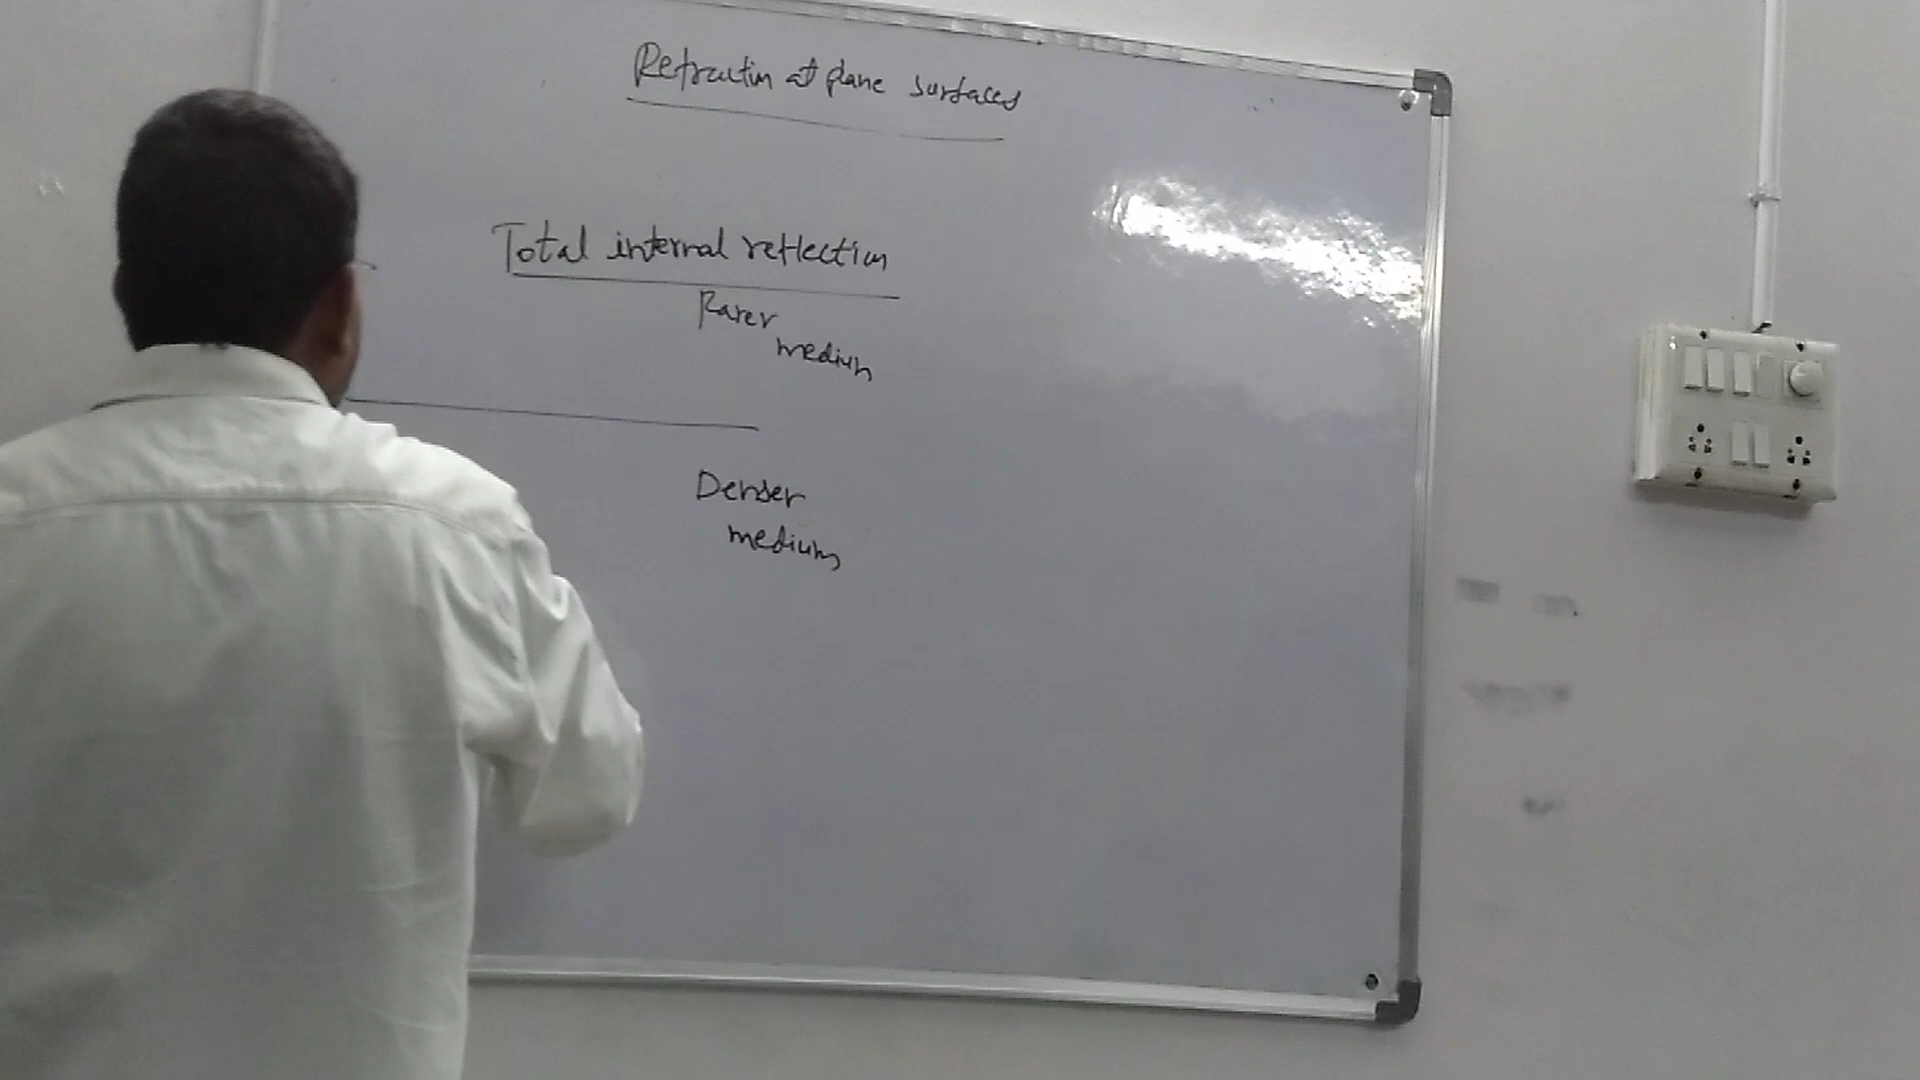 Refraction at plane surfaces
Total internal reflection
Rarer
medium
Denser
medium